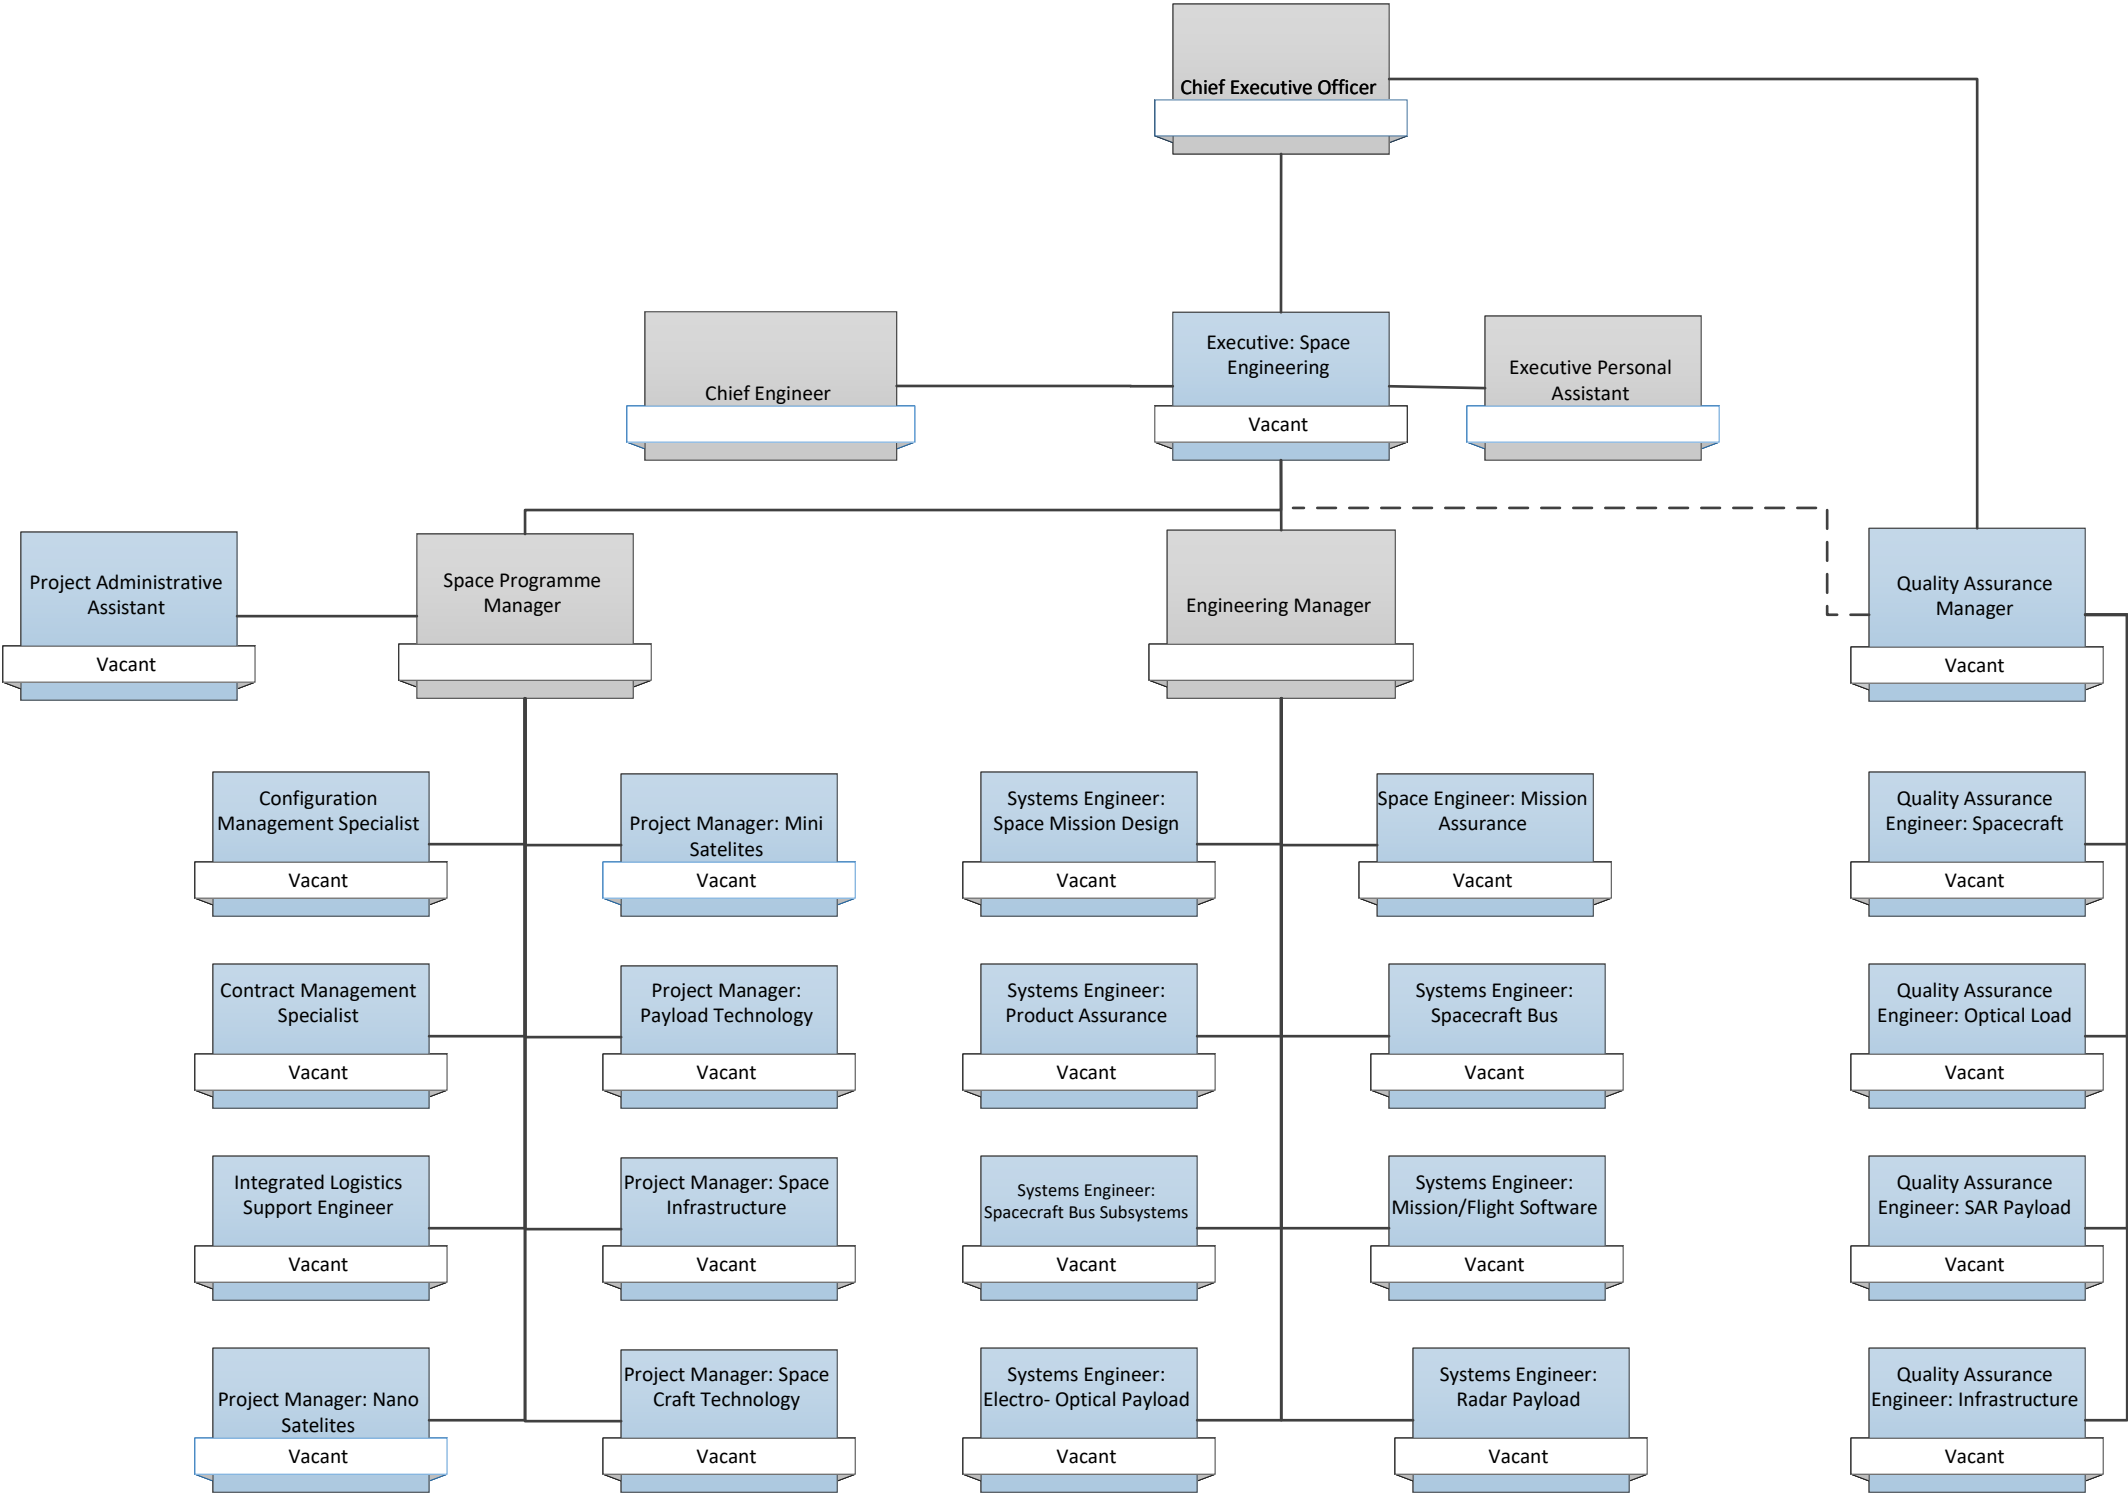 Chief Executive Officer
Chief Engineer
Executive: Space
Engineering
Vacant
Executive Personal
Assistant
Project Administrative
Assistant
Vacant
Space Programme
Manager
Engineering Manager
Quality Assurance
Manager
Vacant
Configuration
Management Specialist
Vacant
Project Manager: Mini
Satelites
Vacant
Systems Engineer:
Space Mission Design
Vacant
Space Engineer: Mission
Assurance
Vacant
Quality Assurance
Engineer: Spacecraft
Vacant
Contract Management
Specialist
Vacant
Project Manager:
Payload Technology
Vacant
Systems Engineer:
Product Assurance
Vacant
Systems Engineer:
Spacecraft Bus
Vacant
Quality Assurance
Engineer: Optical Load
Vacant
Integrated Logistics
Support Engineer
Vacant
Project Manager: Space
Infrastructure
Vacant
Systems Engineer:
Spacecraft Bus Subsystems
Vacant
Systems Engineer:
Mission/Flight Software
Vacant
Quality Assurance
Engineer: SAR Payload
Vacant
Project Manager: Nano
Satelites
Vacant
Project Manager: Space
Craft Technology
Vacant
Systems Engineer:
Electro- Optical Payload
Vacant
Systems Engineer:
Radar Payload
Vacant
Quality Assurance
Engineer: Infrastructure
Vacant